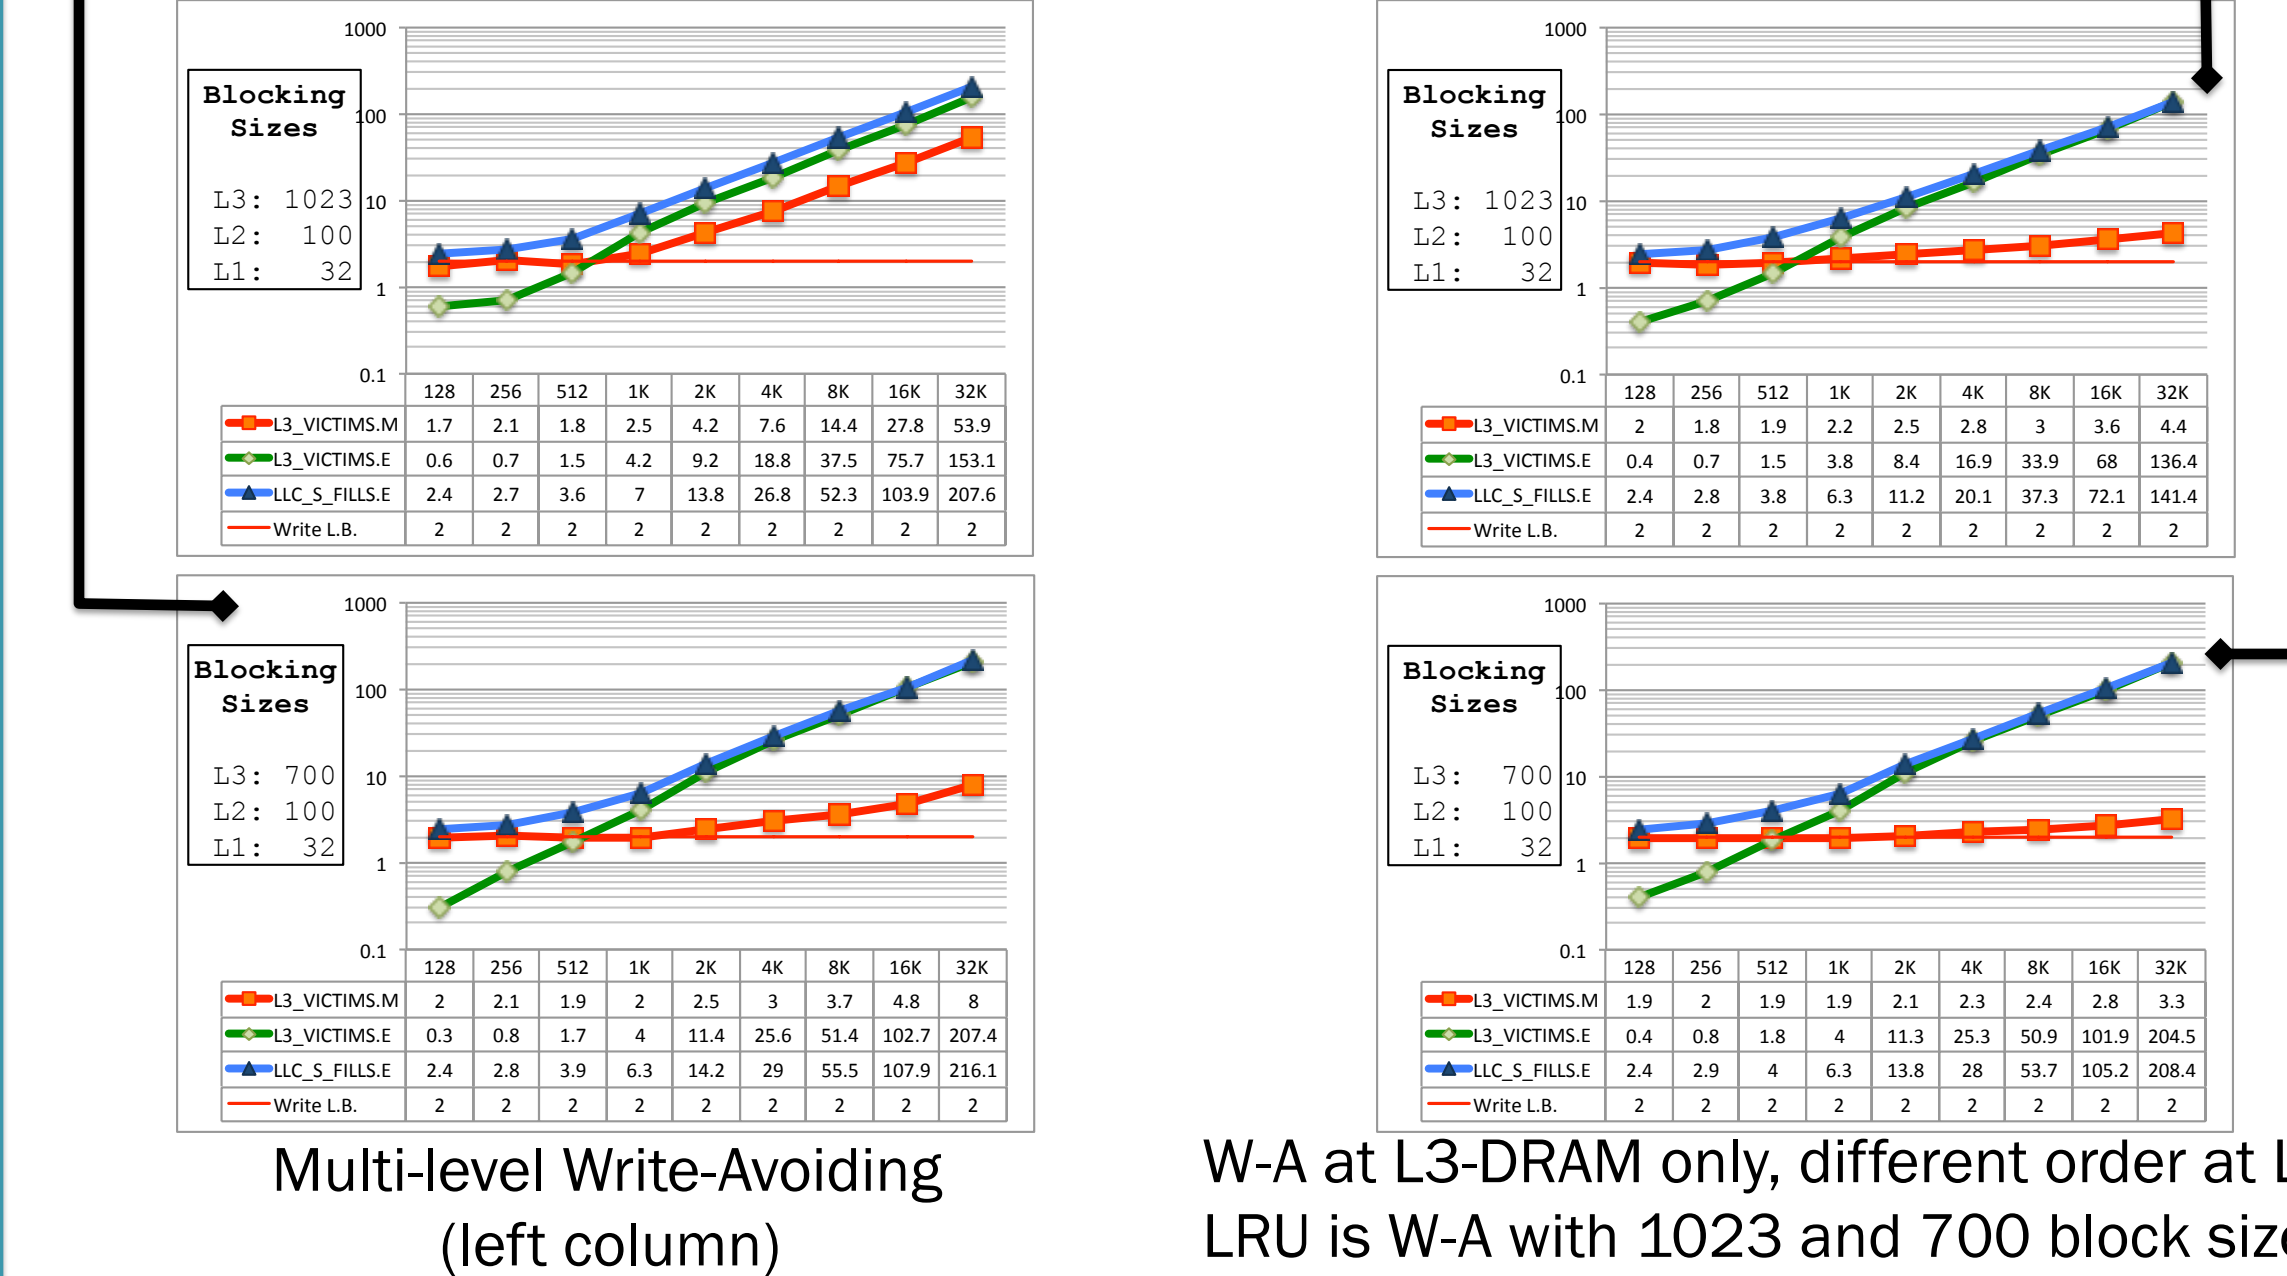 1000
100
10
1
0.1
Blocking
Sizes
L3: 1023
L2: 100
L1: 32
128 256 512 1K 2K 4K 8K 16K 32K
L3_VICTIMS.M 1.7 2.1 1.8 2.5 4.2 7.6 14.4 27.8 53.9
L3_VICTIMS.E 0.6 0.7 1.5 4.2 9.2 18.8 37.5 75.7 153.1
LLC_S_FILLS.E 2.4 2.7 3.6 7 13.8 26.8 52.3 103.9 207.6
Write L.B. 2 2 2 2 2 2 2 2 2
1000
100
10
1
0.1
Blocking
Sizes
L3: 1023
L2: 100
L1: 32
128 256 512 1K 2K 4K 8K 16K 32K
L3_VICTIMS.M 2 1.8 1.9 2.2 2.5 2.8 3 3.6 4.4
L3_VICTIMS.E 0.4 0.7 1.5 3.8 8.4 16.9 33.9 68 136.4
LLC_S_FILLS.E 2.4 2.8 3.8 6.3 11.2 20.1 37.3 72.1 141.4
Write L.B. 2 2 2 2 2 2 2 2 2
1000
100
10
1
0.1
Blocking
Sizes
L3: 700
L2: 100
L1: 32
128 256 512 1K 2K 4K 8K 16K 32K
L3_VICTIMS.M 2 2.1 1.9 2 2.5 3 3.7 4.8 8
L3_VICTIMS.E 0.3 0.8 1.7 4 11.4 25.6 51.4 102.7 207.4
LLC_S_FILLS.E 2.4 2.8 3.9 6.3 14.2 29 55.5 107.9 216.1
Write L.B. 2 2 2 2 2 2 2 2 2
1000
100
10
1
0.1
Blocking
Sizes
L3: 700
L2: 100
L1: 32
128 256 512 1K 2K 4K 8K 16K 32K
L3_VICTIMS.M 1.9 2 1.9 1.9 2.1 2.3 2.4 2.8 3.3
L3_VICTIMS.E 0.4 0.8 1.8 4 11.3 25.3 50.9 101.9 204.5
LLC_S_FILLS.E 2.4 2.9 4 6.3 13.8 28 53.7 105.2 208.4
Write L.B. 2 2 2 2 2 2 2 2 2
Multi-level Write-Avoiding
(left column)
W-A at L3-DRAM only, different order at
LRU is W-A with 1023 and 700 block